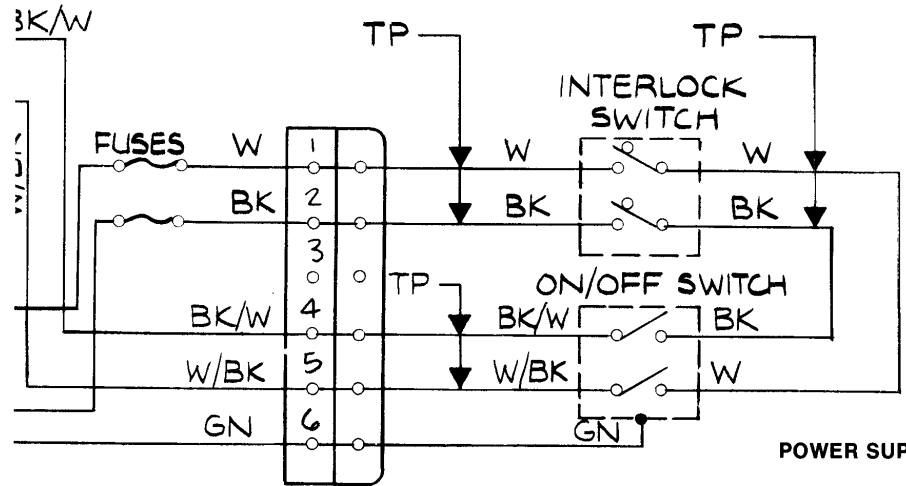 BK/W
TP
TP
INTERLOCK
SWITCH
FUSES
W
1
W
W
W/BK
BK
2
BK
BK
3
TP
ON/OFF SWITCH
BK/W
4
BK/W
BK
W/BK
5
W/BK
W
GN
6
GN
POWER SUP